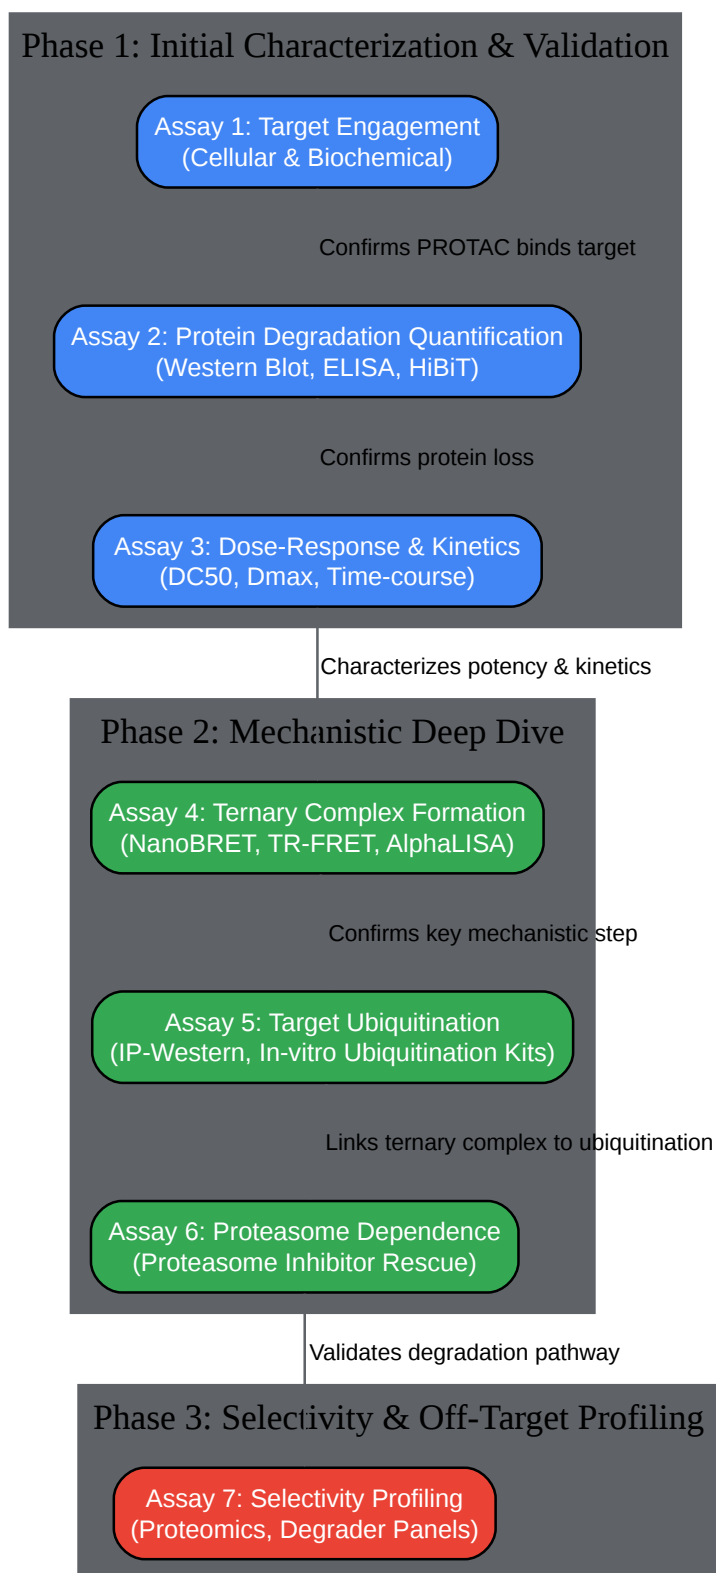 Phase 1: Initial Characterization & Validation
Assay 1: Target Engagement
(Cellular & Biochemical)
Confirms PROTAC binds target
Assay 2: Protein Degradation Quantification
(Western Blot, ELISA, HiBiT)
Confirms protein loss
Assay 3: Dose-Response & Kinetics
(DC50, Dmax, Time-course)
Characterizes potency & kinetics
Phase 2: Mechanistic Deep Dive
Assay 4: Ternary Complex Formation
(NanoBRET, TR-FRET, AlphaLISA)
Confirms key mechanistic step
Assay 5: Target Ubiquitination
(IP-Western, In-vitro Ubiquitination Kits)
Links ternary complex to ubiquitination
Assay 6: Proteasome Dependence
(Proteasome Inhibitor Rescue)
Validates degradation pathway
Phase 3: Selectivity & Off-Target Profiling
Assay 7: Selectivity Profiling
(Proteomics, Degrader Panels)